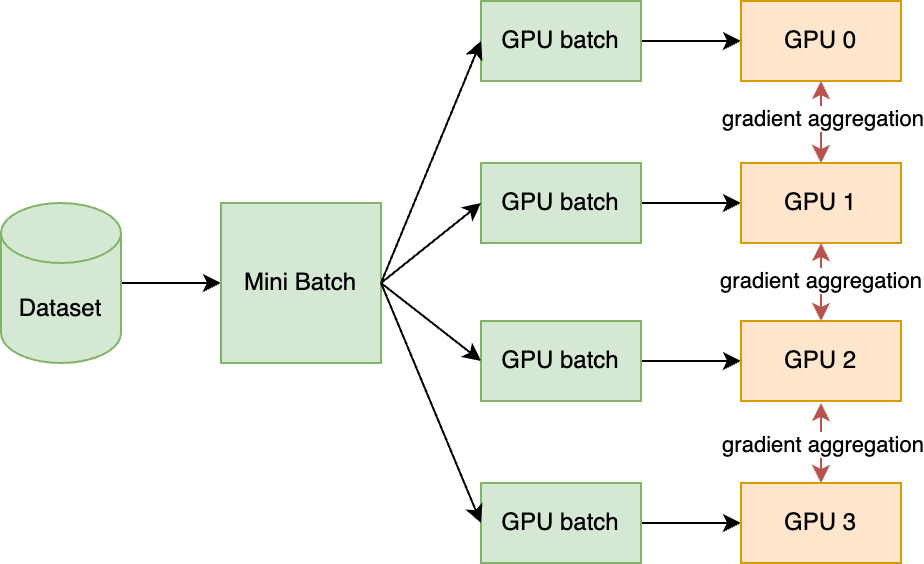 GPU batch
GPU 0
gradient aggregation
GPU batch
GPU 1
Dataset
Mini Batch
gradient aggregation
GPU batch
GPU 2
gradient aggregation
GPU batch
GPU 3